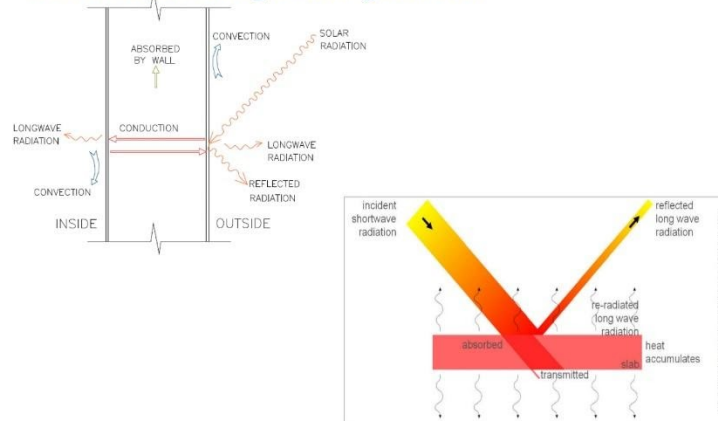 CONVECTION
SOLAR
RADIATION
ABSORBED
BY WALL
LONGWAVE
RADIATION
CONDUCTION
LONGWAVE
RADIATION
CONVECTION
REFLECTED
RADIATION
INSIDE
OUTSIDE
incident
shortwave
radiation
reflected
long wave
radiation
re-radiated
long wave
radiation
absorbed
heat
accumulates
slab
transmitted